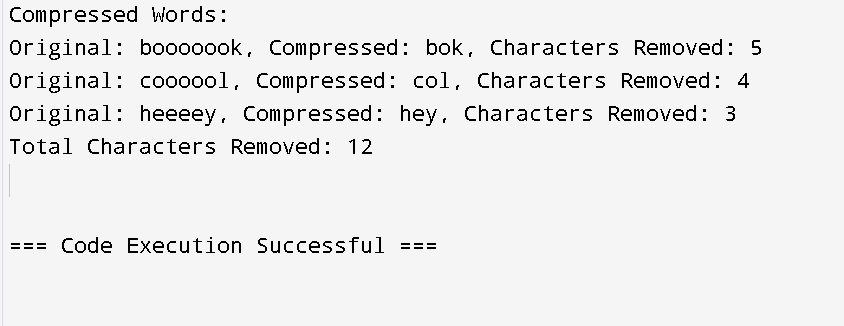 Compressed Words:
Original: booooook, Compressed: bok, Characters Removed: 5
Original: coooool, Compressed: col, Characters Removed: 4
Original: heeeey, Compressed: hey, Characters Removed: 3
Total Characters Removed: 12
=== Code Execution Successful ===